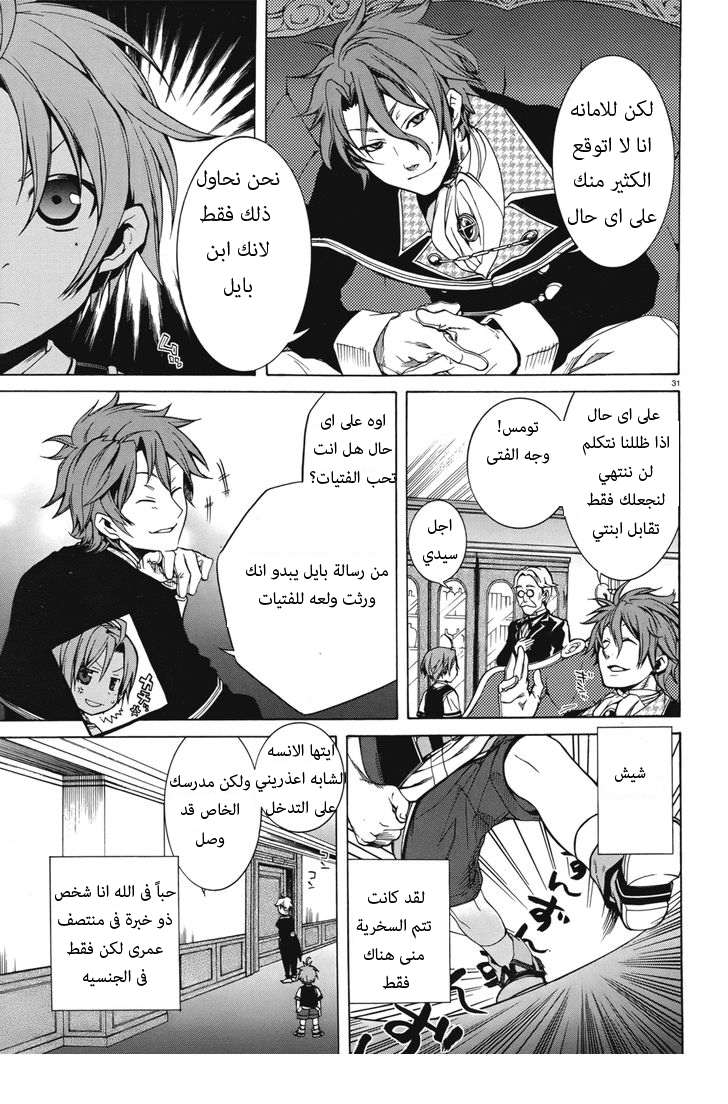 لكن للامانه
انا لا اتوقع
الكثير منك
على اى حال
نحن نحاول
ذلك فقط
لانك ابن
بايل
31
على اى حال
اذا ظللنا نتكلم
لن ننتهي
لنجعلك فقط
تقابل ابنتي
تومس!
وجه الفتى
اجل
سيدي
اوه على اى
حال هل انت
تحب الفتيات؟
من رسالة بايل يبدو انك
ورثت ولعه للفتيات
شيش
لقد كانت
تتم السخرية
منى هناك
فقط
أيتها الانسه
الشابه اعذريني
على التدخل
ولكن مدرسك
الخاص قد
وصل
حباً فى الله انا شخص
ذو خبرة فى منتصف
عمرى لكن فقط
فى الجنسيه